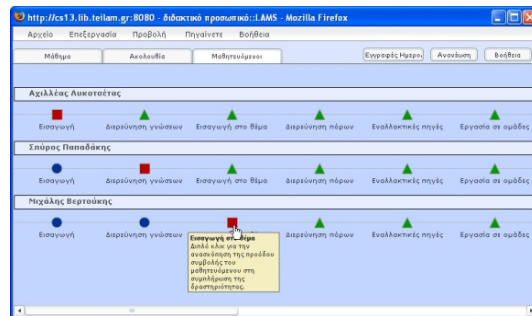 http://cs13.lib.teilam.gr:8080 - διδακτικό προσωπικό::LAMS - Mozilla Firefox
Αρχείο Επεξεργασία Προβολή Πηγαίνετε Βοήθεια
Μάθημα Ακολουθία Μαθητευόμενοι Εγγραφές Ημερο. Ανανέωση Βοήθεια
Αχιλλέας Λυκοτσέτας
Εισαγωγή Διερεύνηση γνώσεων Εισαγωγή στο θέμα Διερεύνηση πόρων Εναλλακτικές πηγές Εργασία σε ομάδες
Σπύρος Παπαδάκης
Εισαγωγή Διερεύνηση γνώσεων Εισαγωγή στο θέμα Διερεύνηση πόρων Εναλλακτικές πηγές Εργασία σε ομάδες
Μιχάλης Βερτούκης
Εισαγωγή Διερεύνηση γνώσεων Διερεύνηση πόρων Εναλλακτικές πηγές Εργασία σε ομάδες
Εισαγωγή στο θέμα
Διπλό κλικ για την
ανασκόπηση της προόδου
συμβολής του
μαθητευόμενου στη
συμπλήρωση της
δραστηριότητας.